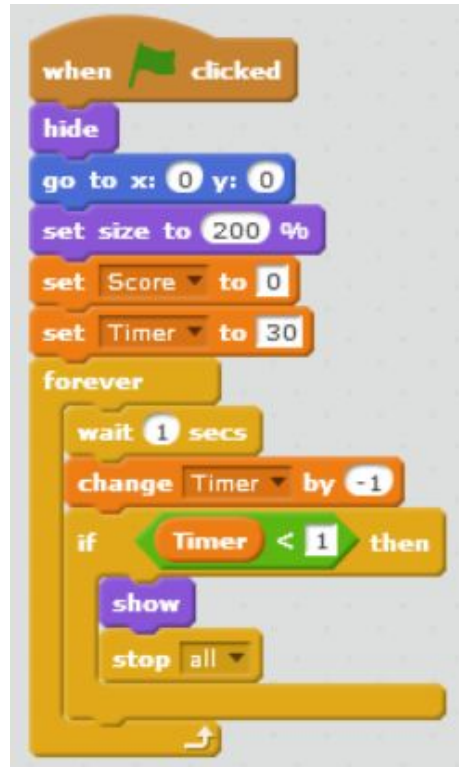 when clicked
hide
go to x: 0 y: 0
set size to 200 %
set Score to 0
set Timer to 30
forever
wait 1 secs
change Timer by -1
if Timer < 1 then
show
stop all